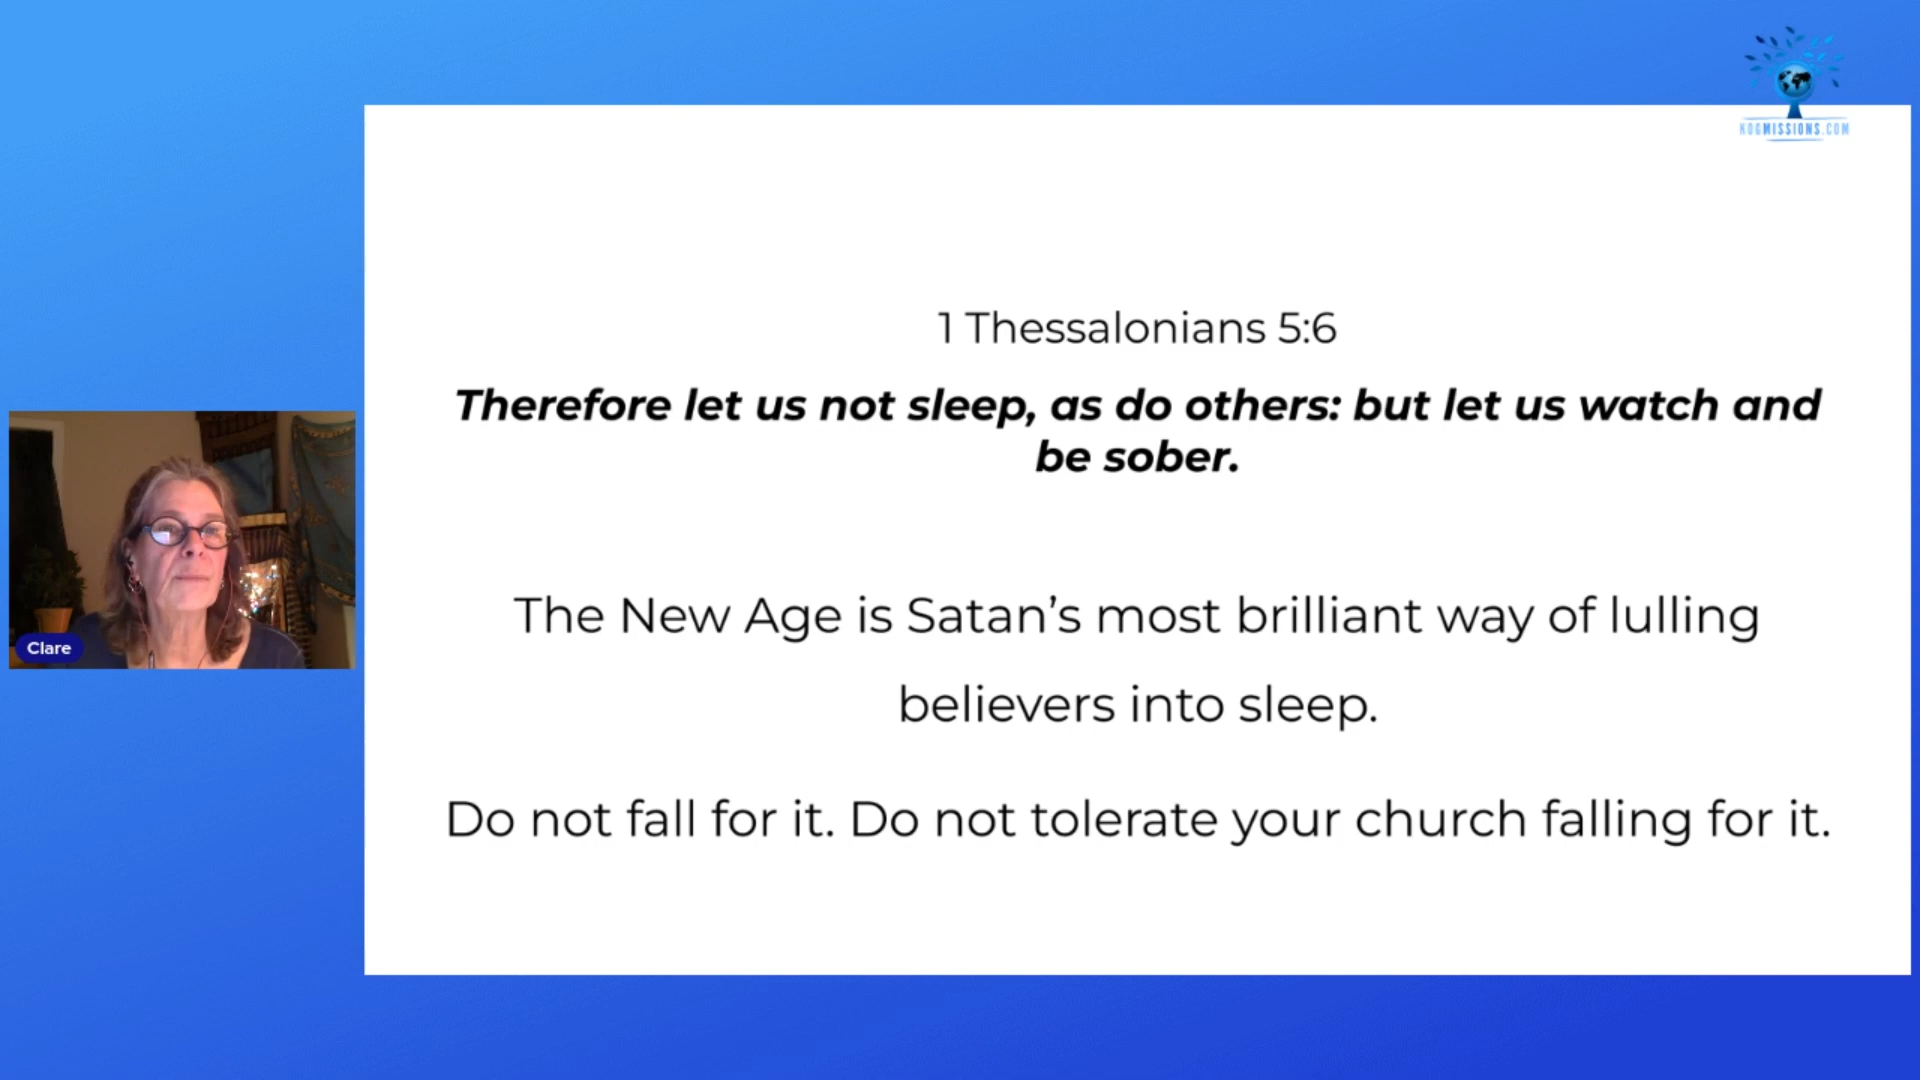 KOGMISSIONS.COM
1 Thessalonians 5:6
Therefore let us not sleep, as do others: but let us watch and
be sober.
The New Age is Satan’s most brilliant way of lulling
believers into sleep.
Do not fall for it. Do not tolerate your church falling for it.
Clare